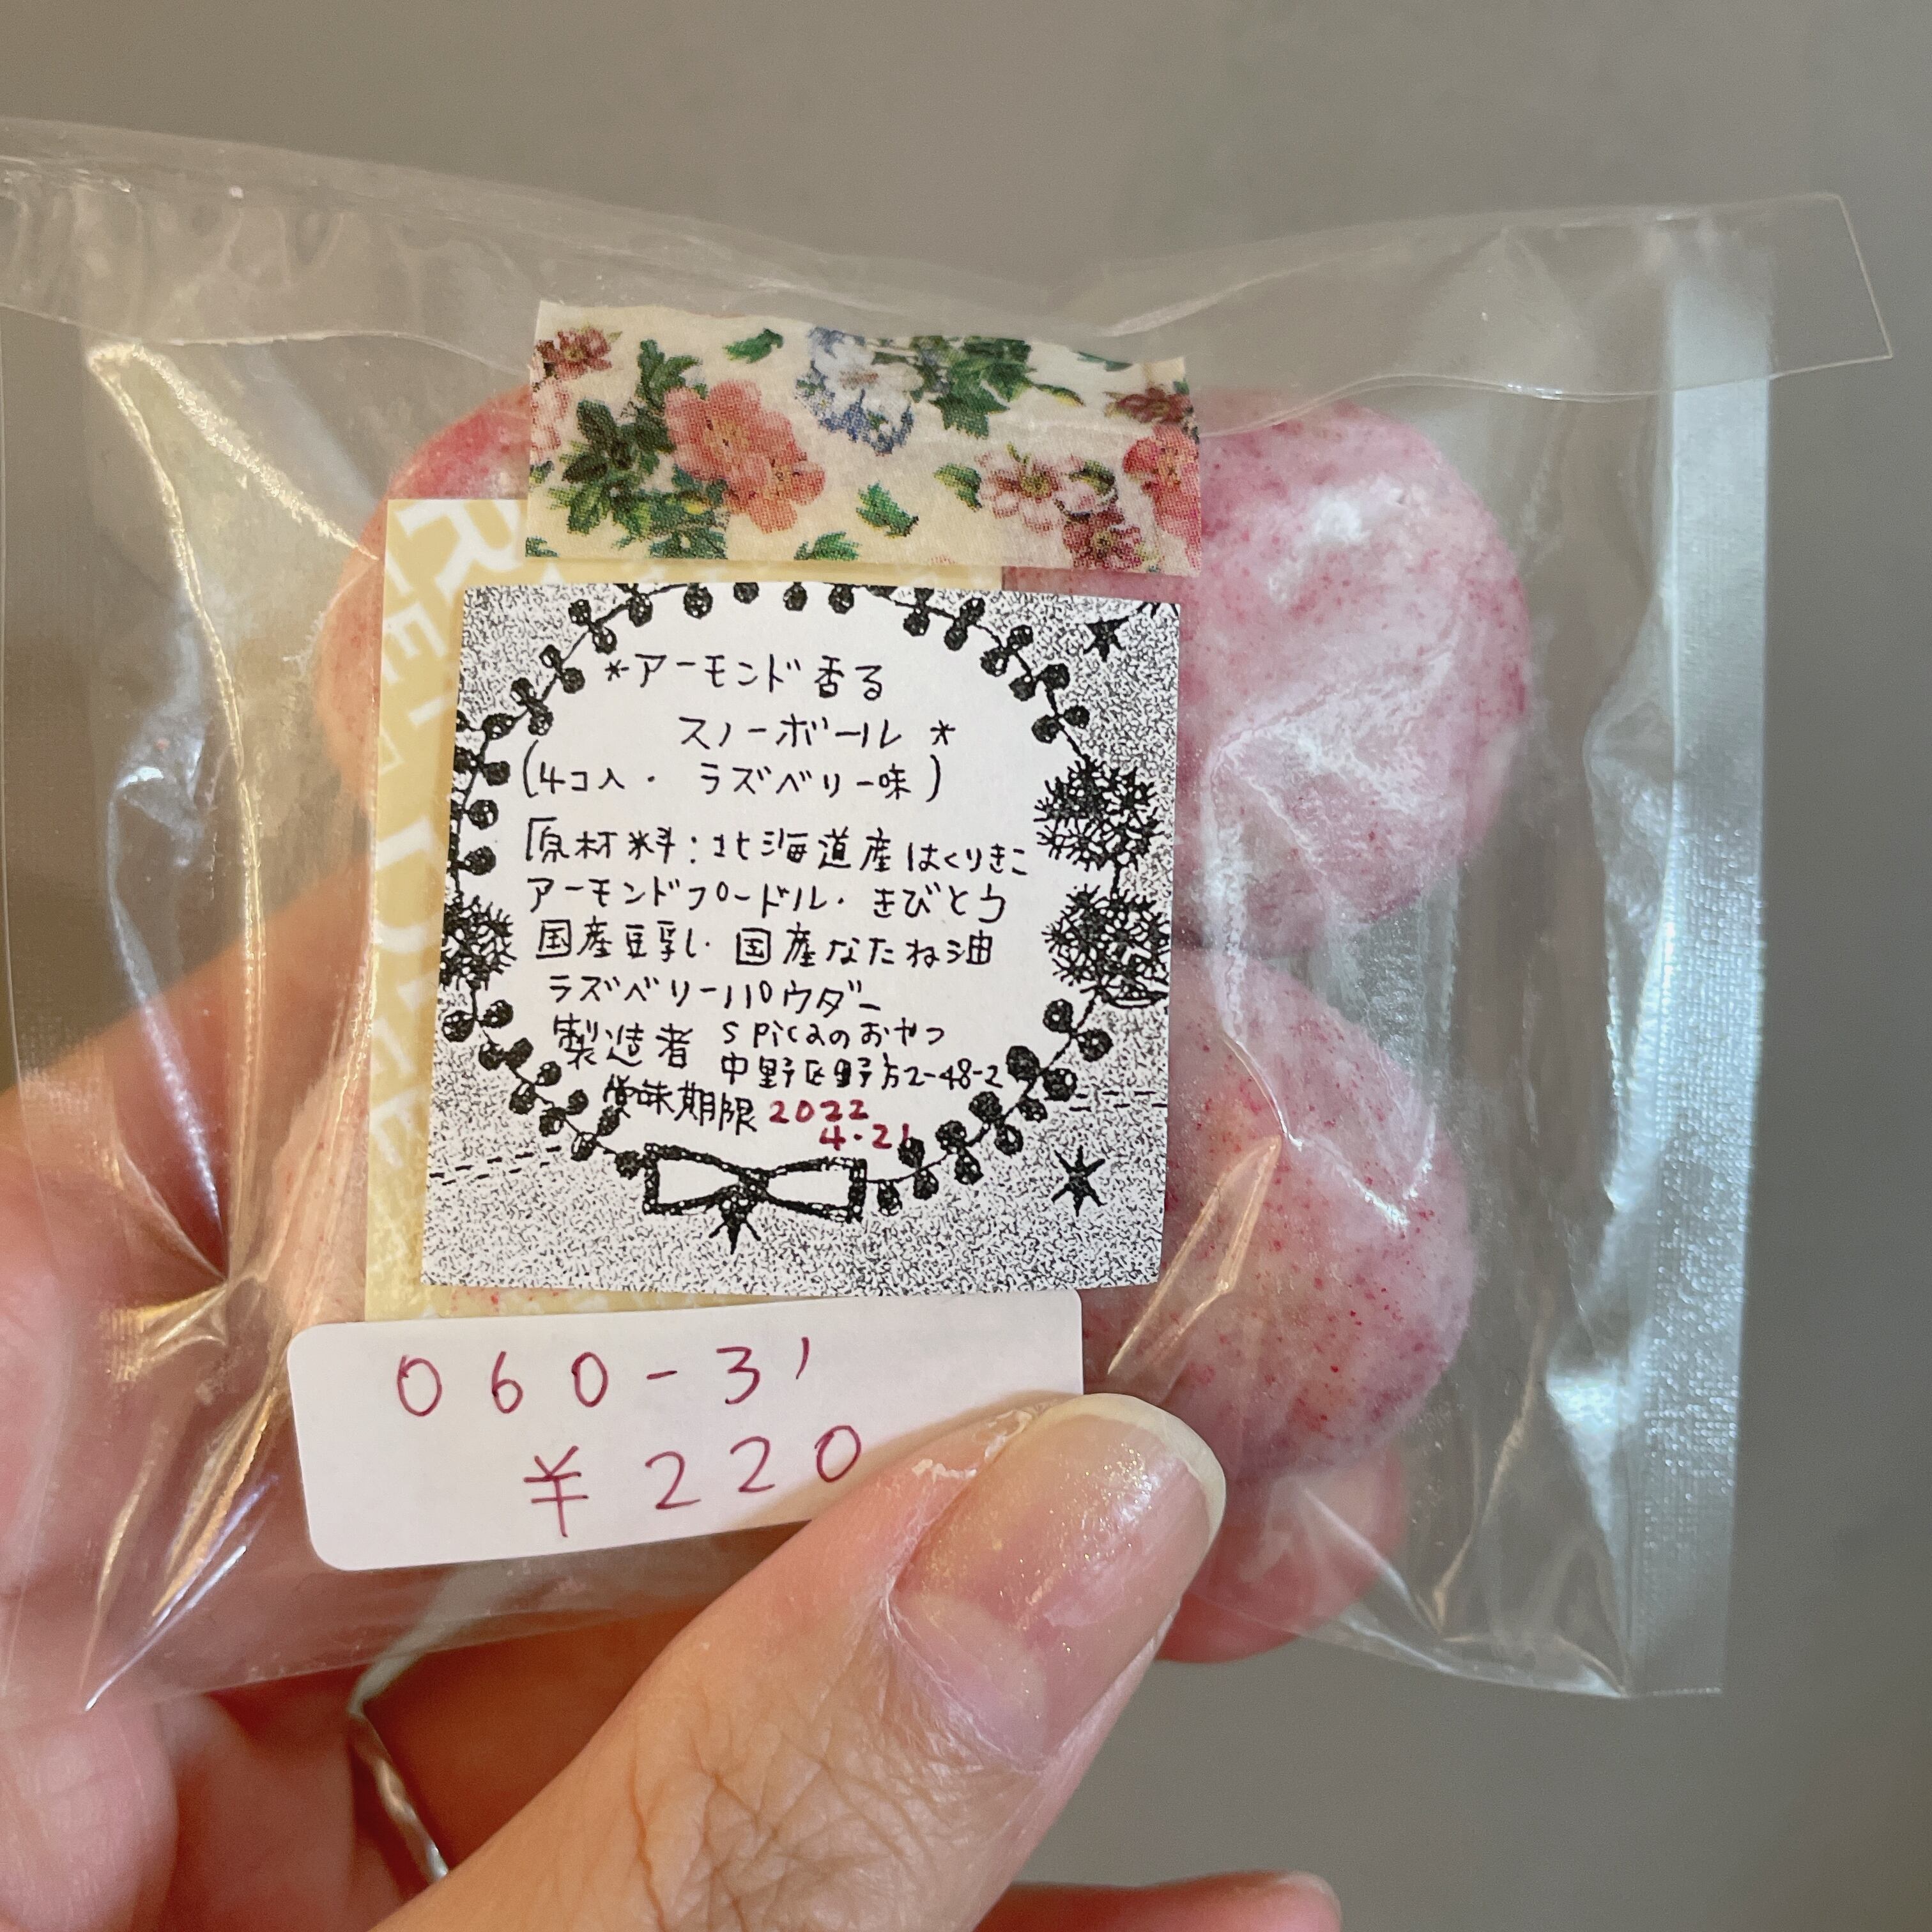 *アーモンド香る
スノーボール *
(4コ入・ ラズベリー味)
原材料:北海道産はくりきこ
アーモンドプードル・きびとう
国産豆乳・国産なたね油
ラズベリーパウダー
製造者 spicaのおやつ
中野区野方2-48-2
賞味期限 2022
4.21
060-31
¥220